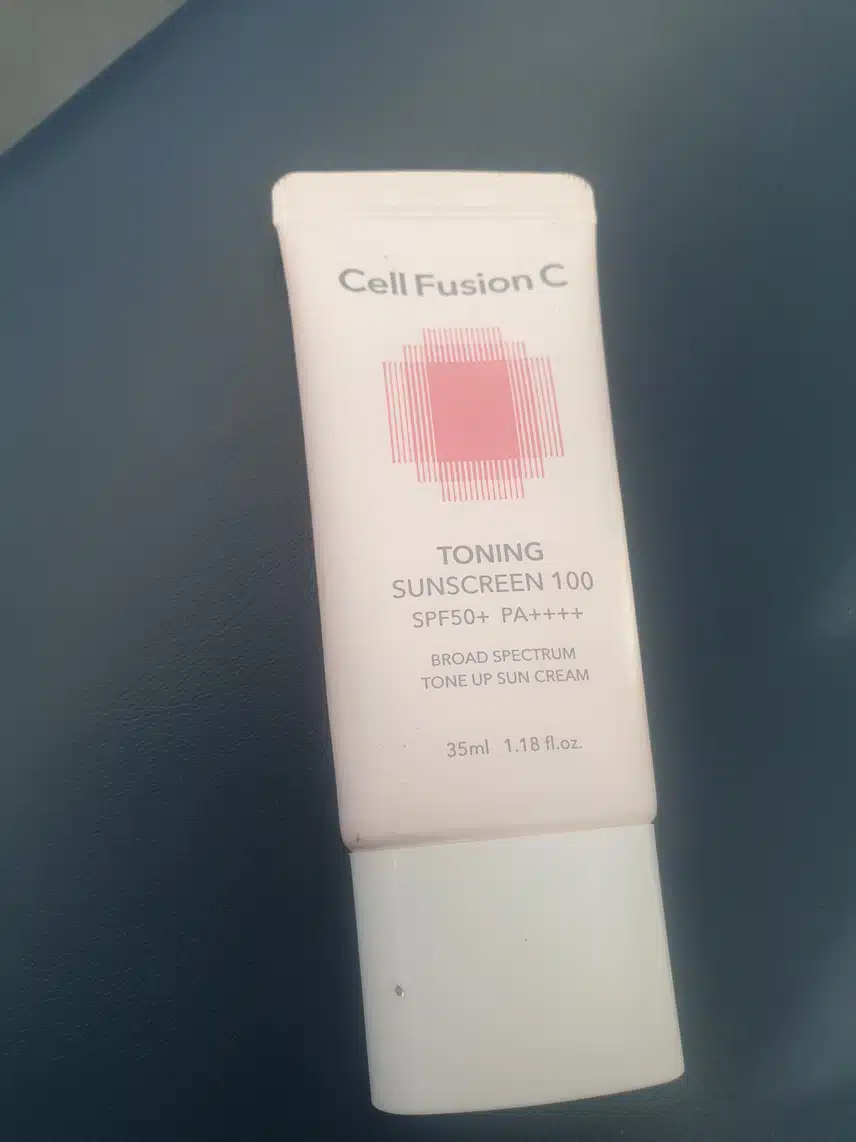 Cell Fusion C
TONING
SUNSCREEN 100
SPF50+ PA++++
BROAD SPECTRUM
TONE UP SUN CREAM
35ml 1.18 fl.oz.